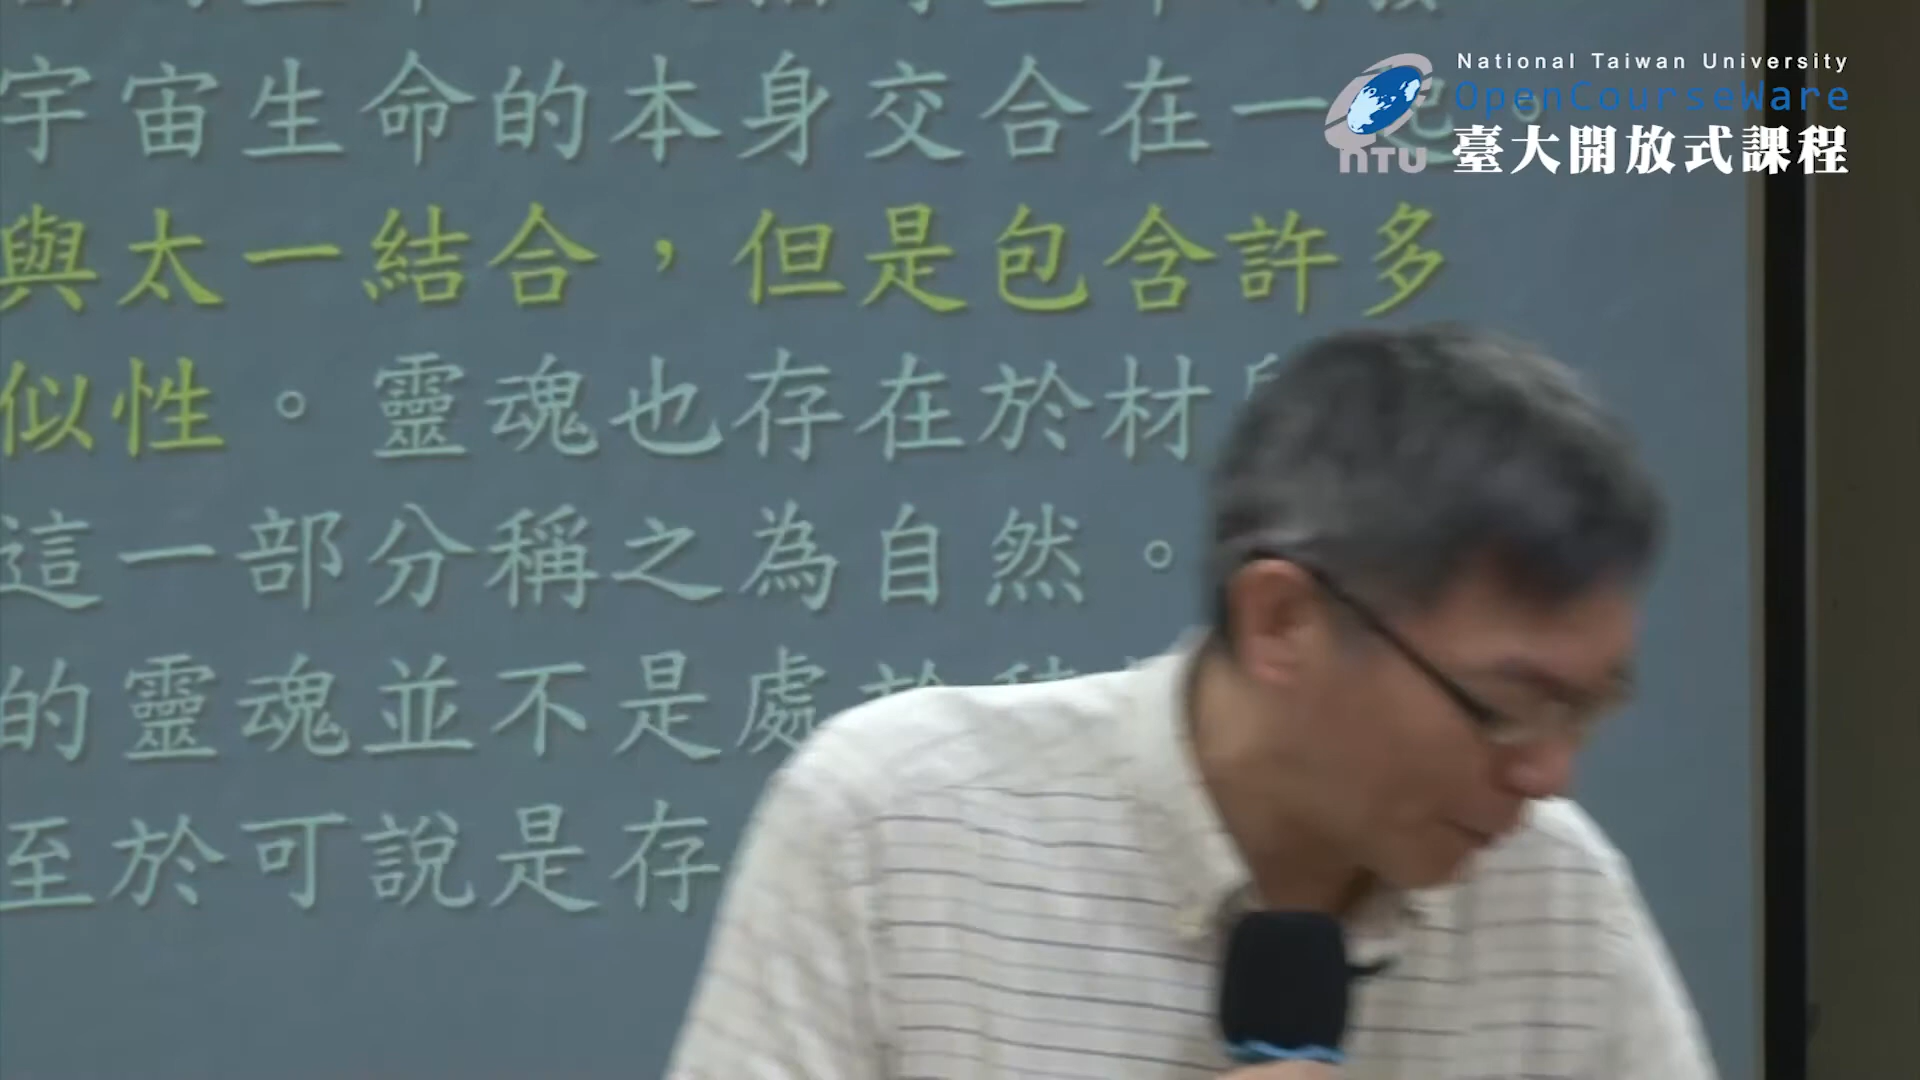 宇宙生命的本身交合在一起。
與太一結合，但是包含許多
似性。靈魂也存在於材
這一部分稱之為自然。
的靈魂並不是處於
至於可說是存
National Taiwan University
OpenCourseWare
臺大開放式課程
NTU